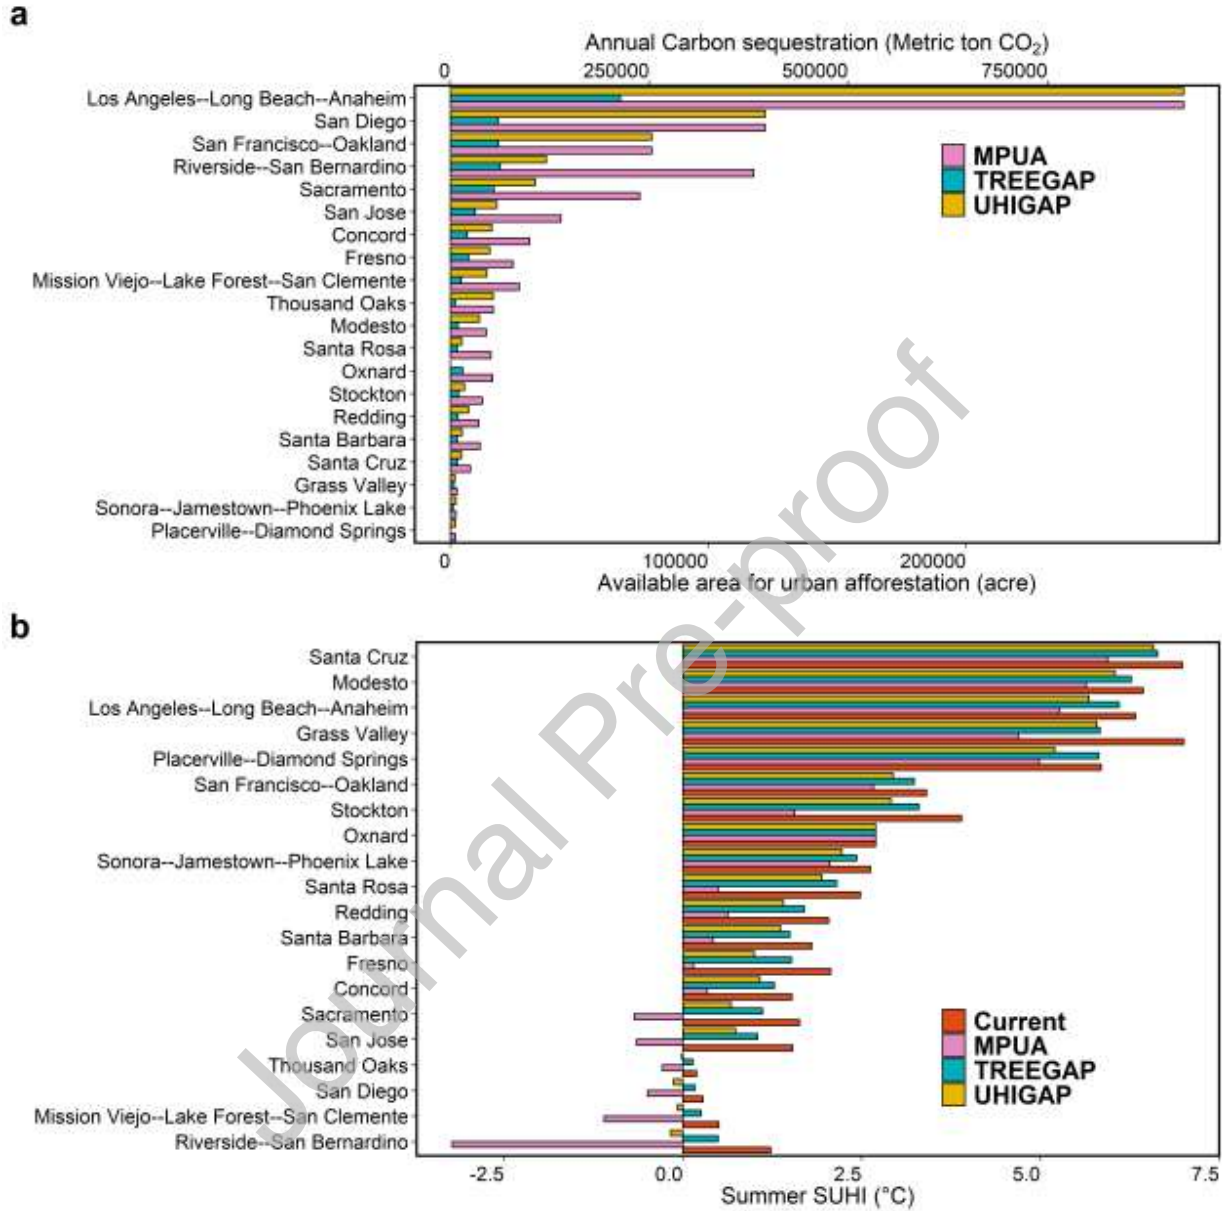 a
Annual Carbon sequestration (Metric ton CO₂)
0 250000 500000 750000
Los Angeles--Long Beach--Anaheim
San Diego
San Francisco--Oakland
Riverside--San Bernardino
Sacramento
San Jose
Concord
Fresno
Mission Viejo--Lake Forest--San Clemente
Thousand Oaks
Modesto
Santa Rosa
Oxnard
Stockton
Redding
Santa Barbara
Santa Cruz
Grass Valley
Sonora--Jamestown--Phoenix Lake
Placerville--Diamond Springs
MPUA
TREEGAP
UHIGAP
0 100000 200000
Available area for urban afforestation (acre)
b
Santa Cruz
Modesto
Los Angeles--Long Beach--Anaheim
Grass Valley
Placerville--Diamond Springs
San Francisco--Oakland
Stockton
Oxnard
Sonora--Jamestown--Phoenix Lake
Santa Rosa
Redding
Santa Barbara
Fresno
Concord
Sacramento
San Jose
Thousand Oaks
San Diego
Mission Viejo--Lake Forest--San Clemente
Riverside--San Bernardino
Current
MPUA
TREEGAP
UHIGAP
-2.5 0.0 2.5 5.0 7.5
Summer SUHI (°C)
Journal Pre-proof